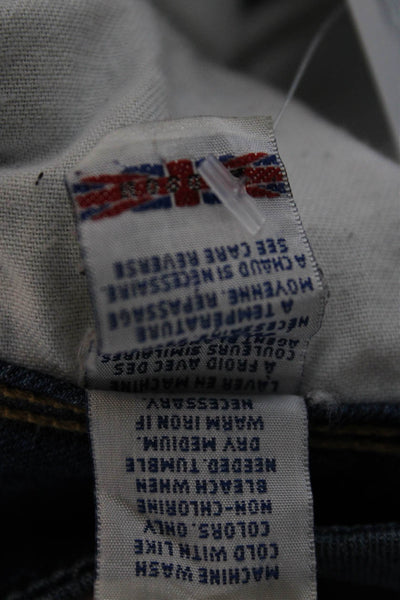 MACHINE WASH
COLD WITH LIKE
COLORS. ONLY
NON-CHLORINE
BLEACH WHEN
NEEDED. TUMBLE
DRY MEDIUM.
WARM IRON IF
NECESSARY.
LAVER EN MACHINE
À FROID AVEC DES
COULEURS SIMILAIRES
À TEMPERATURE
MOYENNE. REPASSAGE
A CHAUD SI NÉCESSAIRE.
SEE CARE REVERSE